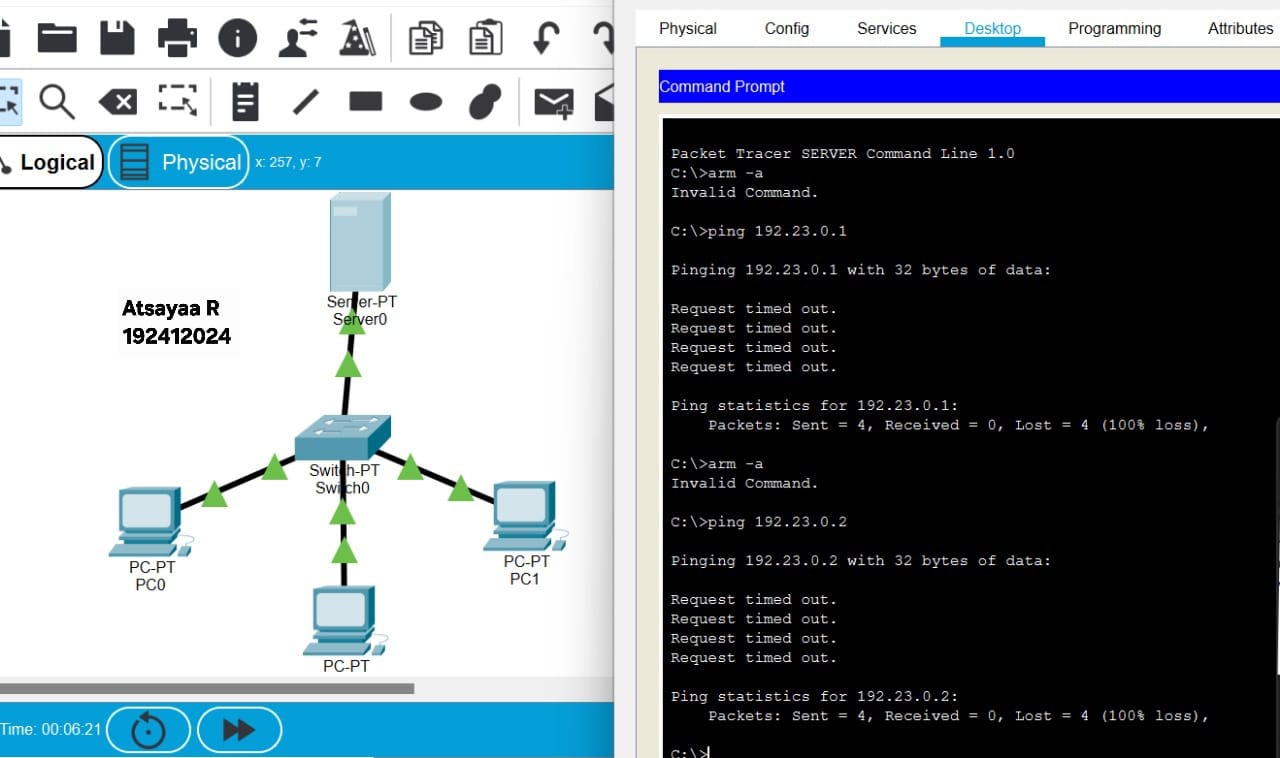 Physical Config Services Desktop Programming Attributes
Command Prompt
Logical
Physical
x: 257, y: 7
Atsayaa R
192412024
Server-PT
Server0
Switch-PT
Switch0
PC-PT
PC0
PC-PT
PC1
PC-PT
Time: 00:06:21
Packet Tracer SERVER Command Line 1.0
C:\>arm -a
Invalid Command.
C:\>ping 192.23.0.1
Pinging 192.23.0.1 with 32 bytes of data:
Request timed out.
Request timed out.
Request timed out.
Request timed out.
Ping statistics for 192.23.0.1:
Packets: Sent = 4, Received = 0, Lost = 4 (100% loss),
C:\>arm -a
Invalid Command.
C:\>ping 192.23.0.2
Pinging 192.23.0.2 with 32 bytes of data:
Request timed out.
Request timed out.
Request timed out.
Request timed out.
Ping statistics for 192.23.0.2:
Packets: Sent = 4, Received = 0, Lost = 4 (100% loss),
C:\>